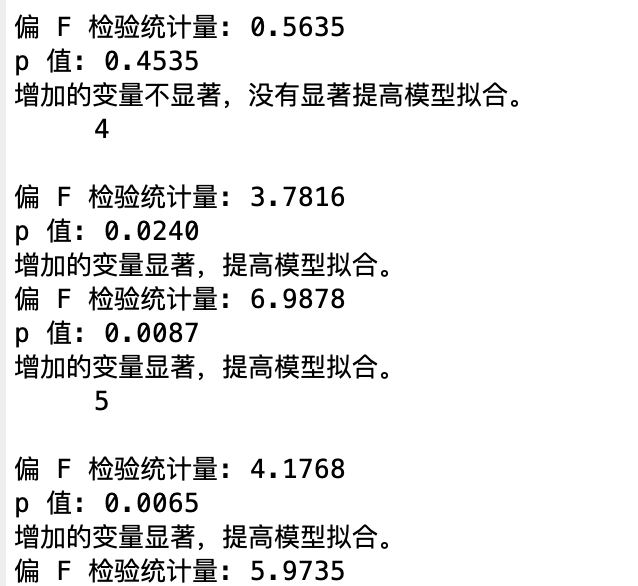 偏 F 检验统计量: 0.5635
p 值: 0.4535
增加的变量不显著，没有显著提高模型拟合。
4
偏 F 检验统计量: 3.7816
p 值: 0.0240
增加的变量显著，提高模型拟合。
偏 F 检验统计量: 6.9878
p 值: 0.0087
增加的变量显著，提高模型拟合。
5
偏 F 检验统计量: 4.1768
p 值: 0.0065
增加的变量显著，提高模型拟合。
偏 F 检验统计量: 5.9735